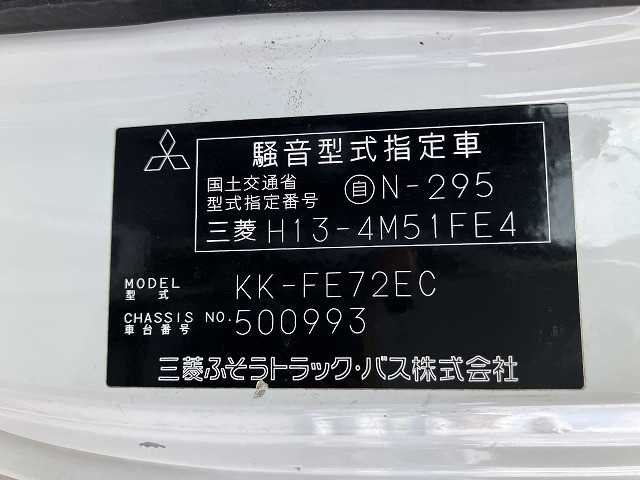 騒音型式指定車
国土交通省
型式指定番号 自N-295
三菱 H13-4M51FE4
MODEL
型式 KK-FE72EC
CHASSIS NO.
車台番号 500993
三菱ふそうトラック・バス株式会社